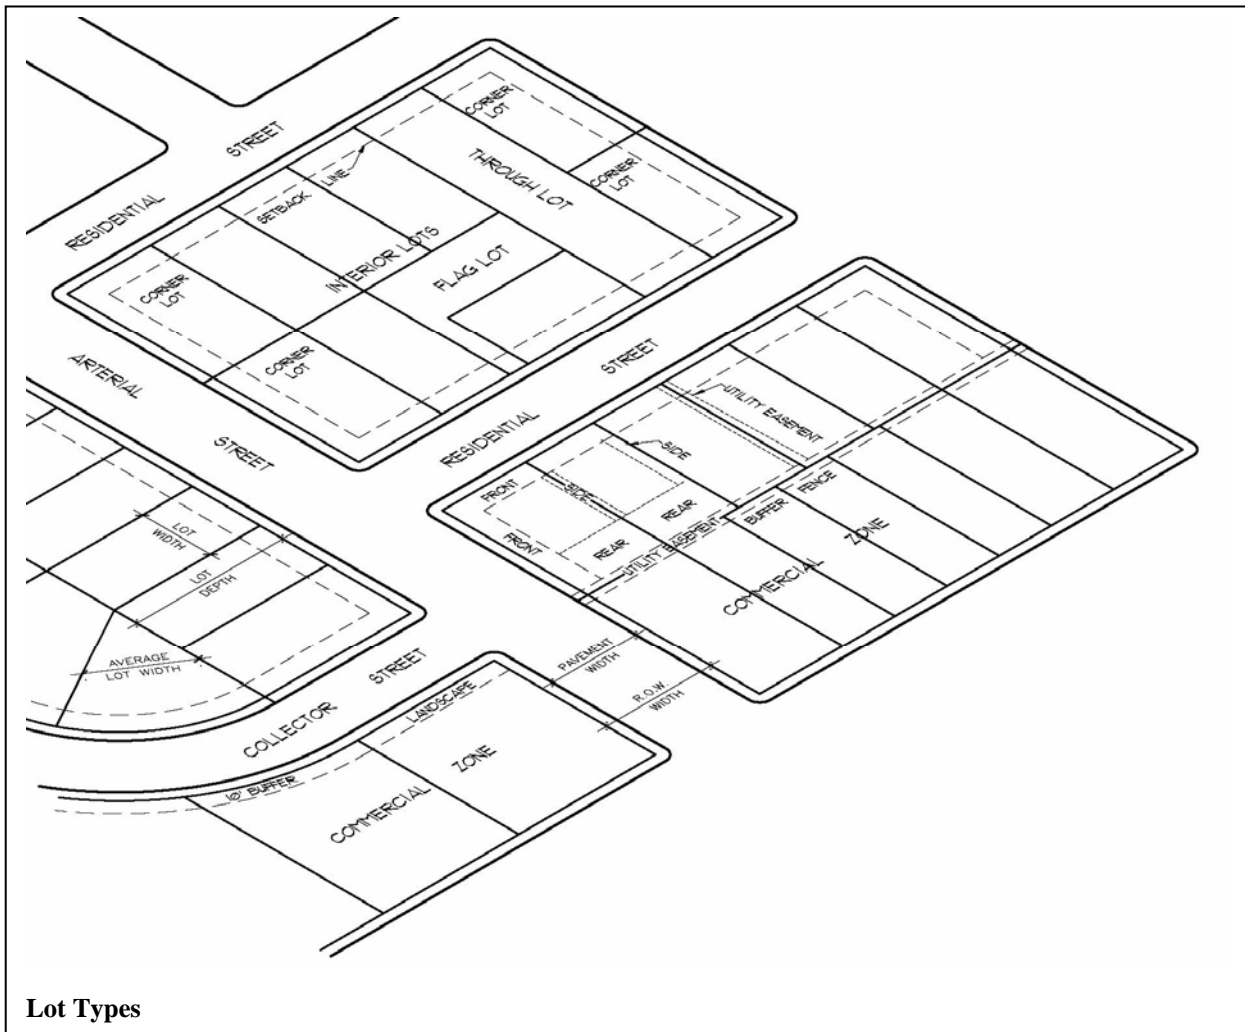 CORNER
LOT
STREET
THROUGH LOT
CORNER
LOT
LINE
SETBACK
RESIDENTIAL
INTERIOR LOTS
FLAG LOT
CORNER
LOT
CORNER
LOT
ARTERIAL
STREET
STREET
RESIDENTIAL
UTILITY EASEMENT
SIDE
FRONT
SIDE
REAR
BUFFER FENCE
FRONT
REAR
UTILITY EASEMENT
ZONE
COMMERCIAL
LOT
WIDTH
LOT
DEPTH
AVERAGE
LOT WIDTH
STREET
COLLECTOR
PAVEMENT
WIDTH
R.O.W.
WIDTH
LANDSCAPE
10' BUFFER
ZONE
COMMERCIAL
Lot Types